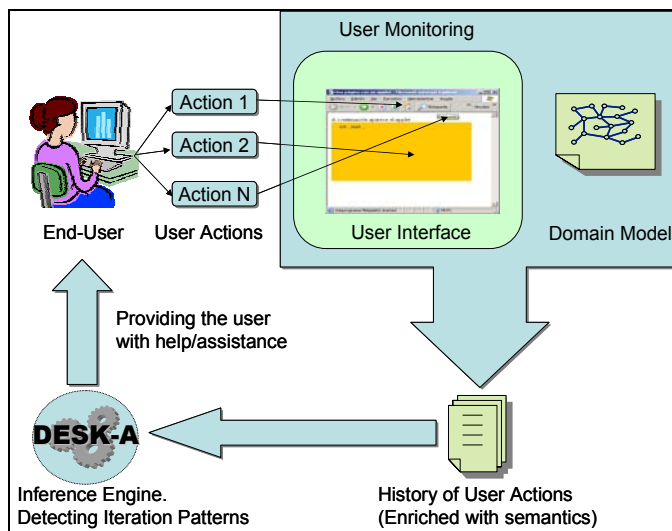 User Monitoring
Action 1
Action 2
Action N
End-User
User Actions
User Interface
Domain Model
Providing the user
with help/assistance
DESK-A
Inference Engine.
Detecting Iteration Patterns
History of User Actions
(Enriched with semantics)